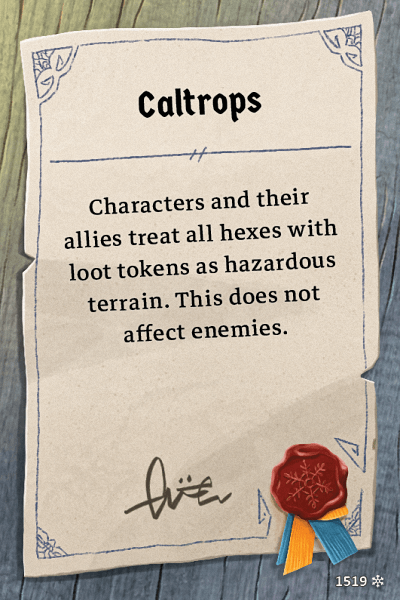 Caltrops
Characters and their
allies treat all hexes with
loot tokens as hazardous
terrain. This does not
affect enemies.
1519